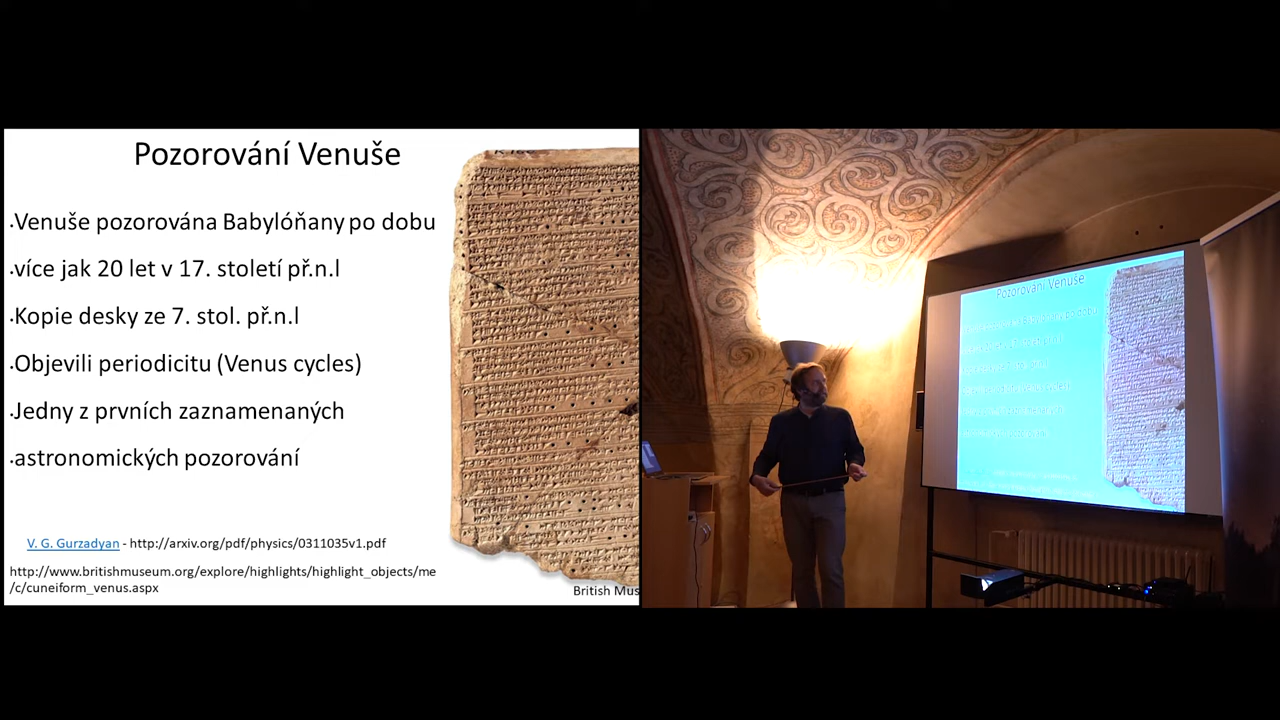 Pozorování Venuše
Venuše pozorována Babylóňany po dobu
více jak 20 let v 17. století př.n.l
Kopie desky ze 7. stol. př.n.l
Objevili periodicitu (Venus cycles)
Jedny z prvních zaznamenaných
astronomických pozorování
V. G. Gurzadyan - http://arxiv.org/pdf/physics/0311035v1.pdf
http://www.britishmuseum.org/explore/highlights/highlight_objects/me
/c/cuneiform_venus.aspx
British Mus
Pozorování Venuše